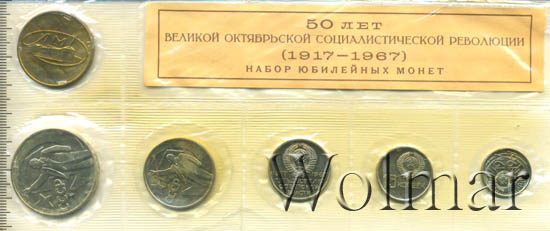 50 ЛЕТ
ВЕЛИКОЙ ОКТЯБРЬСКОЙ СОЦИАЛИСТИЧЕСКОЙ РЕВОЛЮЦИИ
(1917–1967)
НАБОР ЮБИЛЕЙНЫХ МОНЕТ
Wolmar